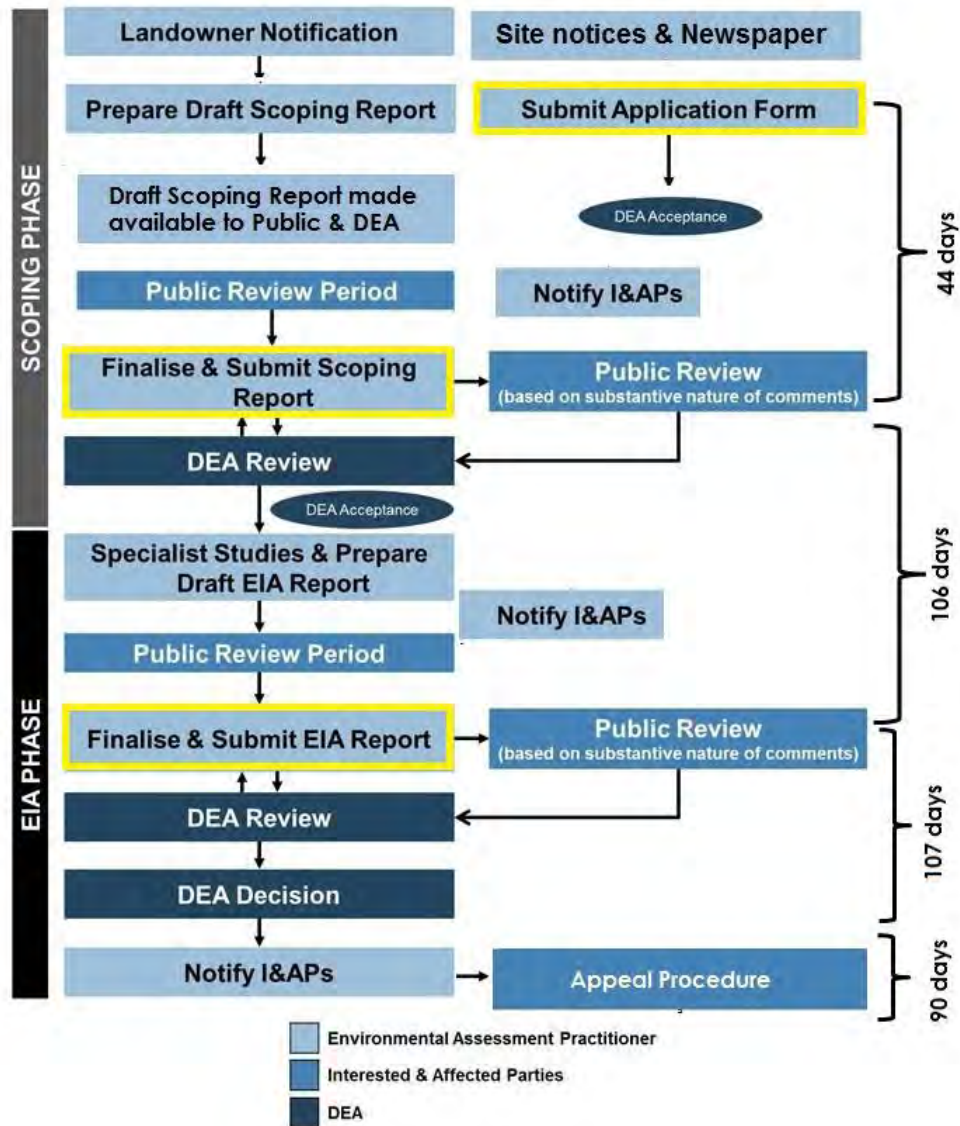 SCOPING PHASE
Landowner Notification
Site notices & Newspaper
Prepare Draft Scoping Report
Submit Application Form
Draft Scoping Report made
available to Public & DEA
DEA Acceptance
Public Review Period
Notify I&APs
44 days
Finalise & Submit Scoping
Report
Public Review
(based on substantive nature of comments)
DEA Review
DEA Acceptance
EIA PHASE
Specialist Studies & Prepare
Draft EIA Report
Notify I&APs
106 days
Public Review Period
Finalise & Submit EIA Report
Public Review
(based on substantive nature of comments)
DEA Review
107 days
DEA Decision
Notify I&APs
Appeal Procedure
90 days
Environmental Assessment Practitioner
Interested & Affected Parties
DEA